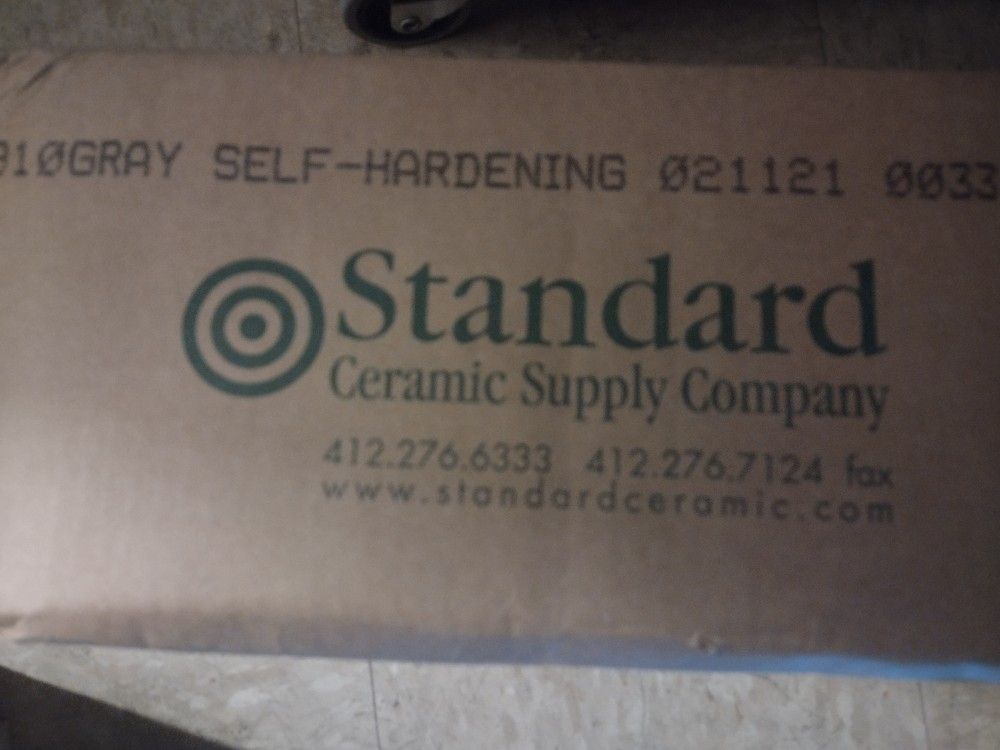 10GRAY SELF-HARDENING 021121 0033
Standard
Ceramic Supply Company
412.276.6333 412.276.7124 fax
www.standardceramic.com